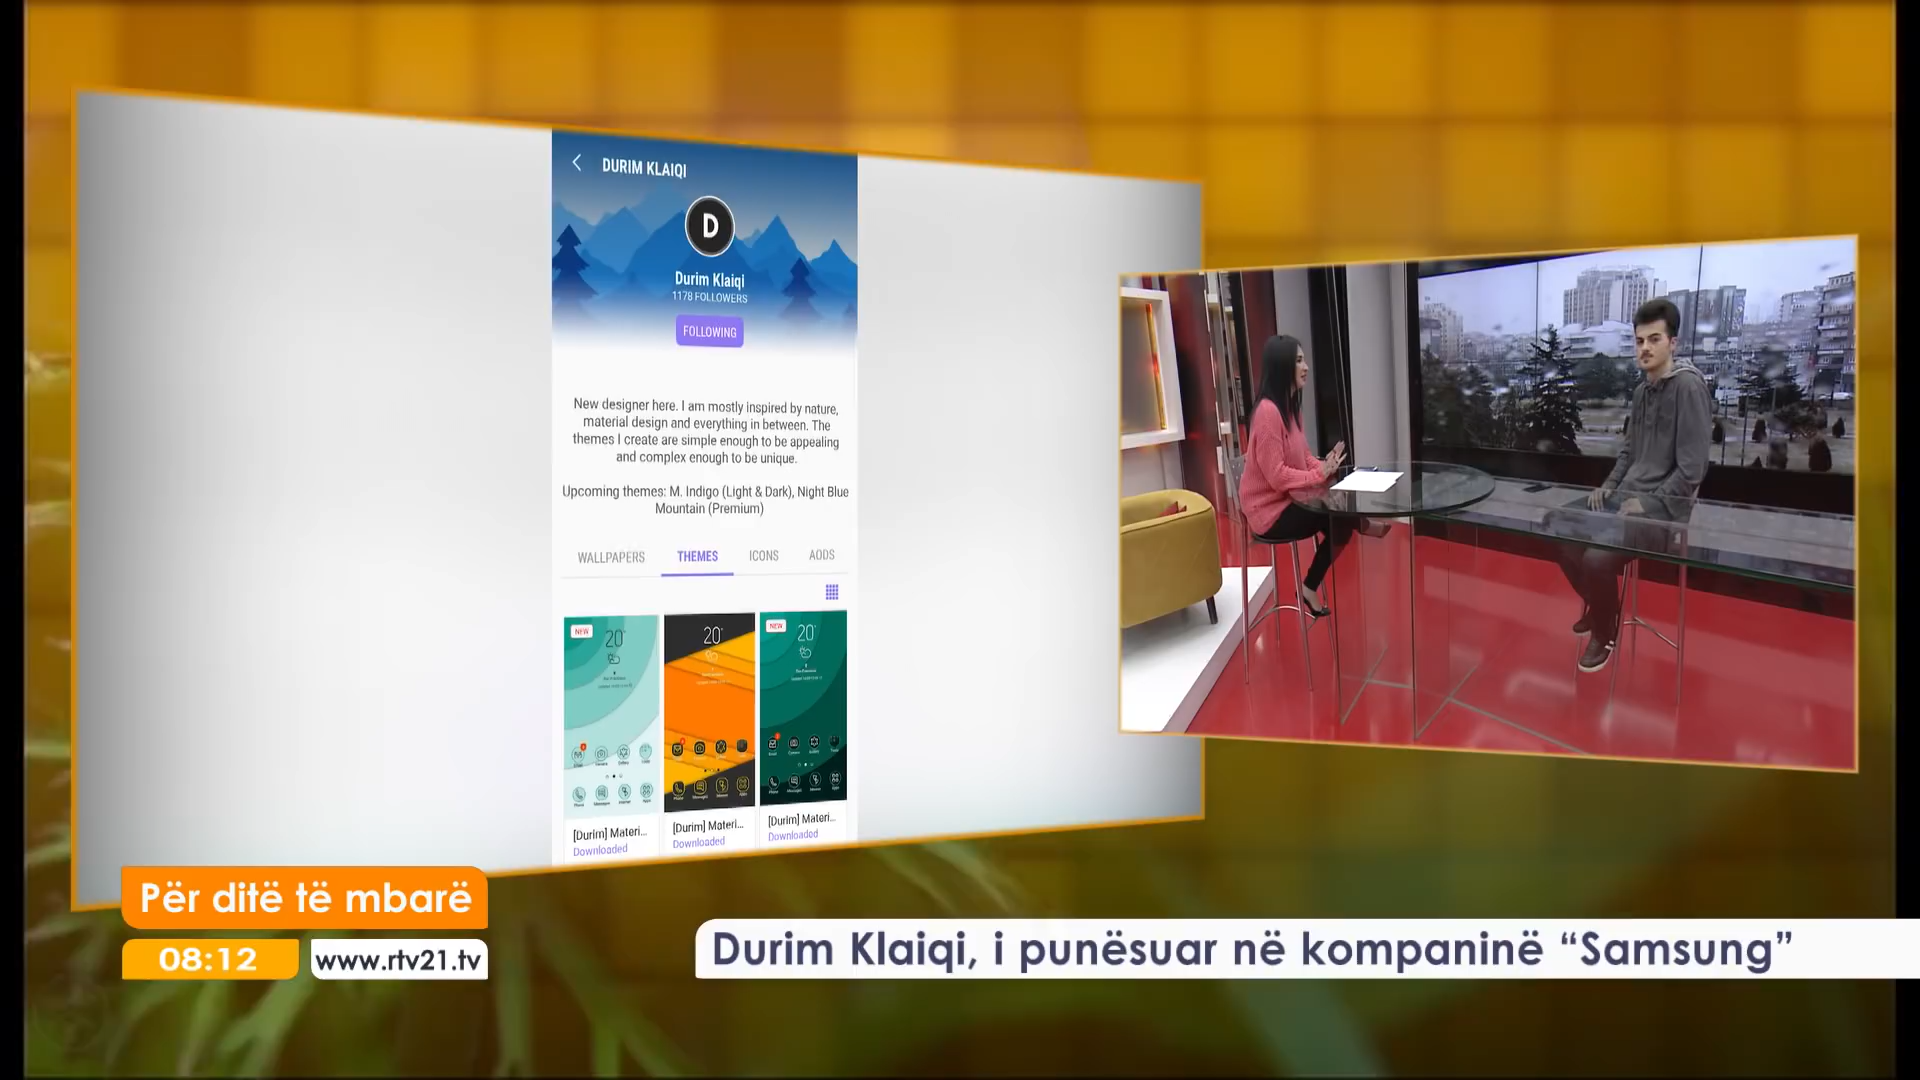 DURIM KLAIQI
D
Durim Klaiqi
1178 FOLLOWERS
FOLLOWING
New designer here. I am mostly inspired by nature,
material design and everything in between. The
themes I create are simple enough to be appealing
and complex enough to be unique.
Upcoming themes: M. Indigo (Light & Dark), Night Blue
Mountain (Premium)
WALLPAPERS THEMES ICONS AODS
NEW 20° 20° NEW 20°
[Durim] Materi... [Durim] Materi... [Durim] Materi...
Downloaded Downloaded Downloaded
Për ditë të mbarë
08:12 www.rtv21.tv
Durim Klaiqi, i punësuar në kompaninë “Samsung”